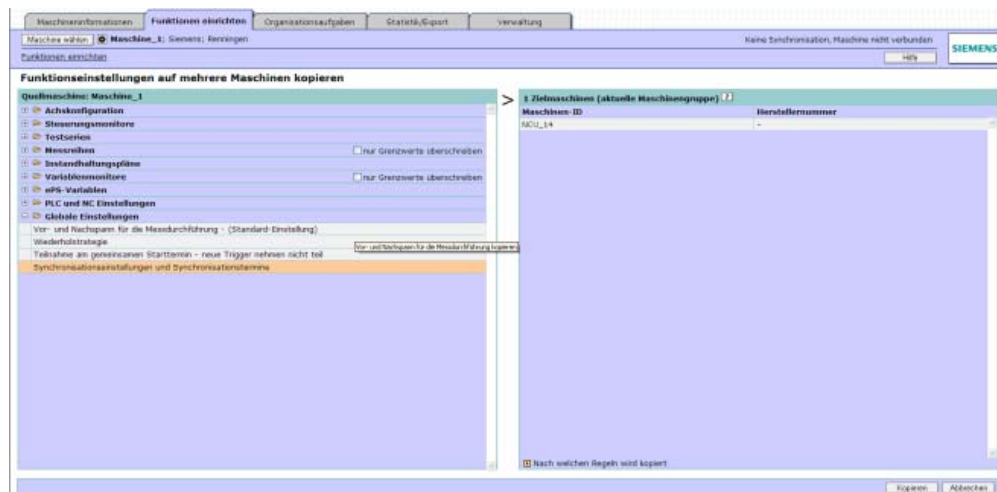 Maschineninformationen Funktionen einrichten Organisationsaufgaben Statistik/Export Verwaltung
Maschine wählen Maschine_1; Siemens; Renningen Keine Synchronisation, Maschine nicht verbunden
SIEMENS
Funktionen einrichten Hilfe
Funktionseinstellungen auf mehrere Maschinen kopieren
Quellmaschine: Maschine_1 > 1 Zielmaschinen (aktuelle Maschinengruppe) ?
Maschinen-ID Herstellernummer
NCU_14 -
Achskonfiguration
Steuerungsmonitore
Testserien
Messreihen nur Grenzwerte überschreiben
Instandhaltungspläne
Variablenmonitore nur Grenzwerte überschreiben
ePS-Variablen
PLC und NC Einstellungen
Globale Einstellungen
Vor- und Nachspann für die Messdurchführung - (Standard-Einstellung)
Wiederholstrategie
Vor- und Nachspann für die Messdurchführung kopieren
Teilnahme am gemeinsamen Starttermin - neue Trigger nehmen nicht teil
Synchronisationseinstellungen und Synchronisationstermine
Nach welchen Regeln wird kopiert
Kopieren Abbrechen